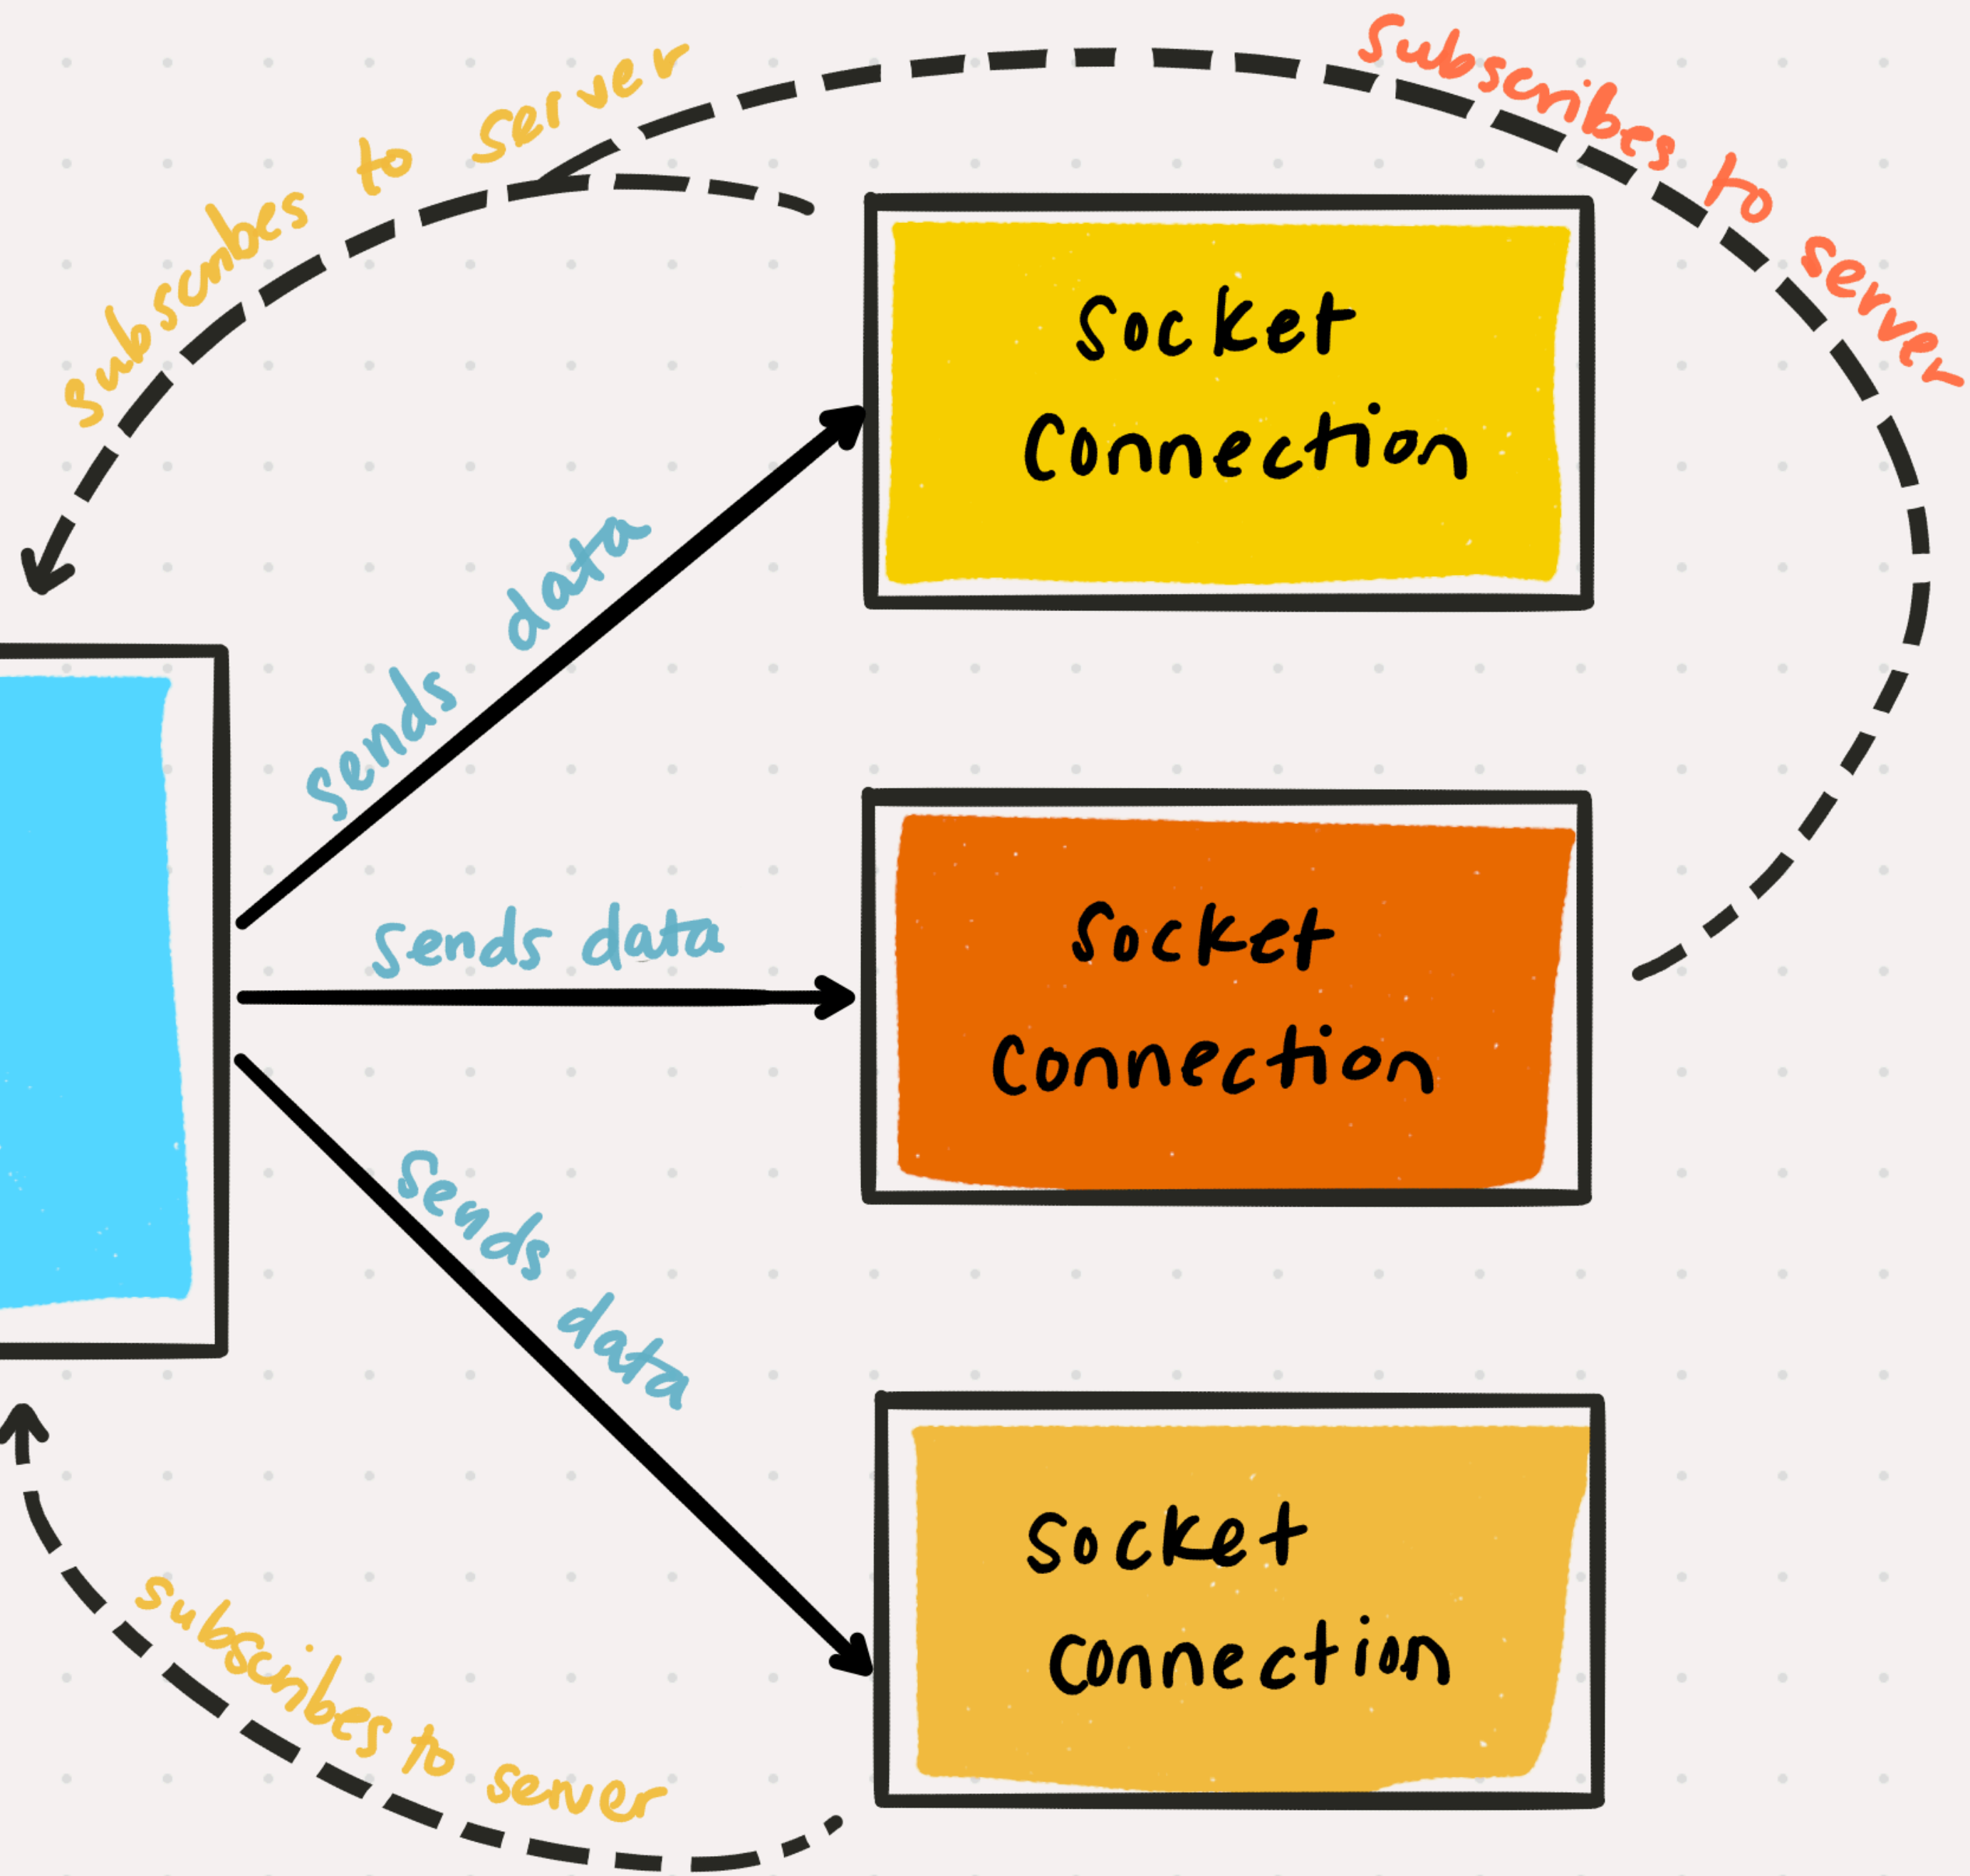 Subscribes to server
subscribes to server
Socket
Connection
sends data
Socket
Connection
sends data
sends data
Socket
Connection
subscribes to server